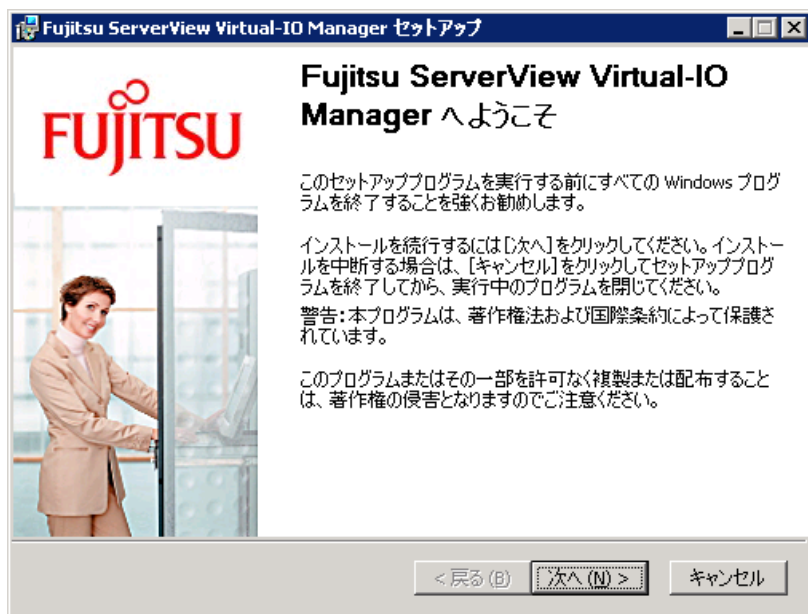 Fujitsu ServerView Virtual-IO Manager セットアップ
FUJITSU
Fujitsu ServerView Virtual-IO
Manager へようこそ
このセットアッププログラムを実行する前にすべての Windows プログ
ラムを終了することを強くお勧めします。
インストールを続行するには[次へ]をクリックしてください。インストー
ルを中断する場合は、[キャンセル]をクリックしてセットアッププログ
ラムを終了してから、実行中のプログラムを閉じてください。
警告:本プログラムは、著作権法および国際条約によって保護さ
れています。
このプログラムまたはその一部を許可なく複製または配布すること
は、著作権の侵害となりますのでご注意ください。
< 戻る(B) 次へ(N) > キャンセル